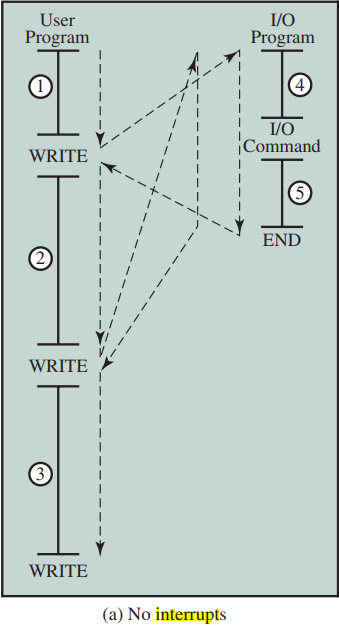 User
Program
1
WRITE
2
WRITE
3
WRITE
I/O
Program
4
I/O
Command
5
END
(a) No interrupts